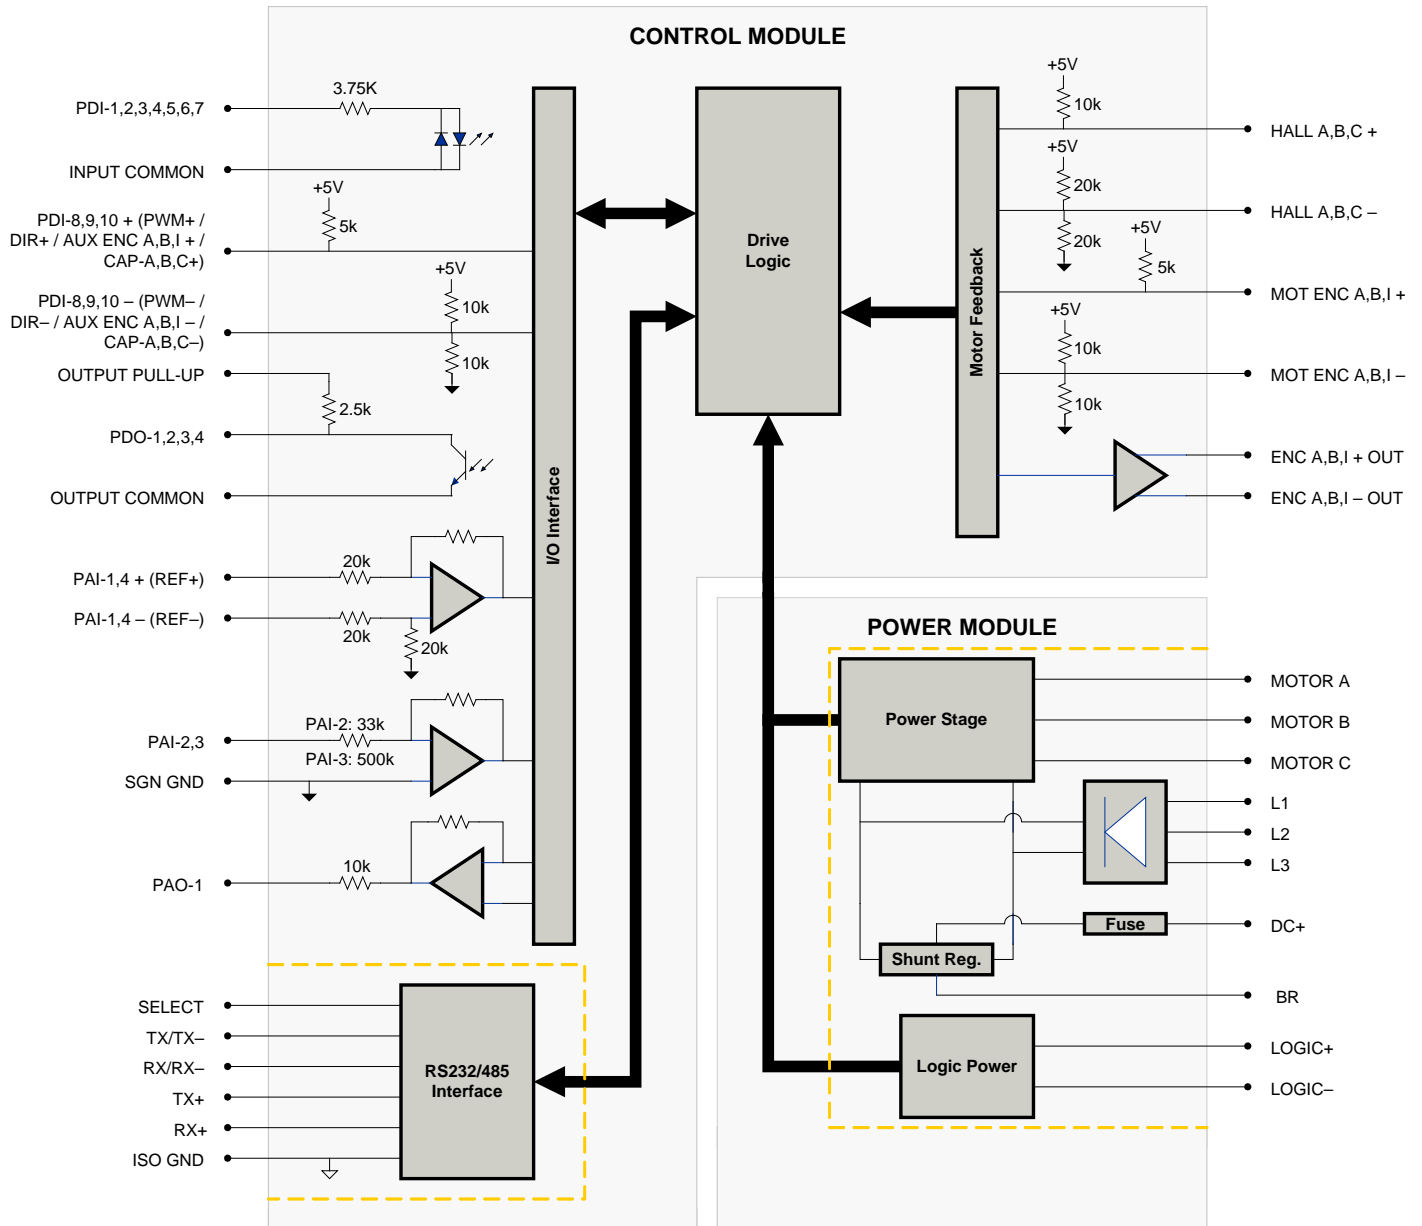 CONTROL MODULE
PDI-1,2,3,4,5,6,7
3.75K
INPUT COMMON
+5V
5k
PDI-8,9,10 + (PWM+ /
DIR+ / AUX ENC A,B,I + /
CAP-A,B,C+)
+5V
10k
10k
PDI-8,9,10 – (PWM– /
DIR– / AUX ENC A,B,I – /
CAP-A,B,C–)
OUTPUT PULL-UP
2.5k
PDO-1,2,3,4
OUTPUT COMMON
PAI-1,4 + (REF+)
20k
PAI-1,4 – (REF–)
20k
20k
PAI-2,3
PAI-2: 33k
PAI-3: 500k
SGN GND
PAO-1
10k
I/O Interface
SELECT
TX/TX–
RX/RX–
TX+
RX+
ISO GND
RS232/485
Interface
Drive
Logic
Motor Feedback
+5V
10k
HALL A,B,C +
+5V
20k
20k
HALL A,B,C –
+5V
5k
MOT ENC A,B,I +
+5V
10k
10k
MOT ENC A,B,I –
ENC A,B,I + OUT
ENC A,B,I – OUT
POWER MODULE
Power Stage
MOTOR A
MOTOR B
MOTOR C
L1
L2
L3
Fuse
DC+
Shunt Reg.
BR
Logic Power
LOGIC+
LOGIC–